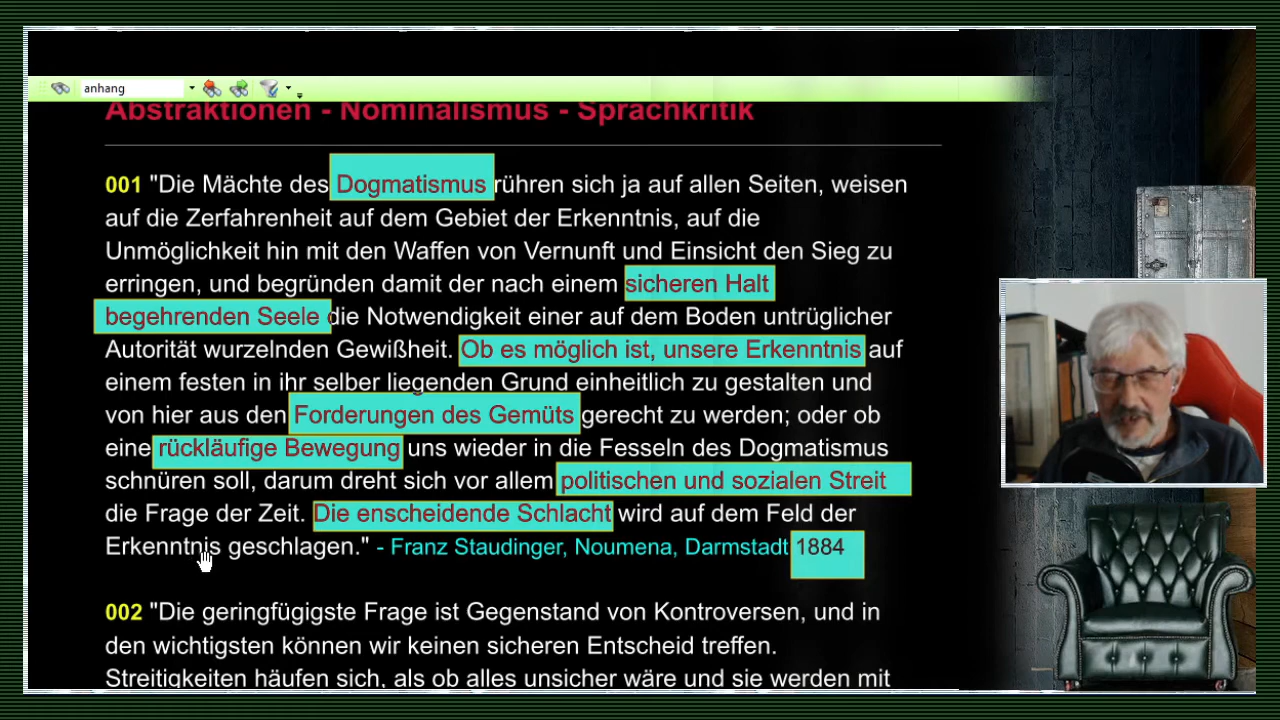 anhang
Abstraktionen - Nominalismus - Sprachkritik
001 "Die Mächte des Dogmatismus rühren sich ja auf allen Seiten, weisen
auf die Zerfahrenheit auf dem Gebiet der Erkenntnis, auf die
Unmöglichkeit hin mit den Waffen von Vernunft und Einsicht den Sieg zu
erringen, und begründen damit der nach einem sicheren Halt
begehrenden Seele die Notwendigkeit einer auf dem Boden untrüglicher
Autorität wurzelnden Gewißheit. Ob es möglich ist, unsere Erkenntnis auf
einem festen in ihr selber liegenden Grund einheitlich zu gestalten und
von hier aus den Forderungen des Gemüts gerecht zu werden; oder ob
eine rückläufige Bewegung uns wieder in die Fesseln des Dogmatismus
schnüren soll, darum dreht sich vor allem politischen und sozialen Streit
die Frage der Zeit. Die enscheidende Schlacht wird auf dem Feld der
Erkenntnis geschlagen." - Franz Staudinger, Noumena, Darmstadt 1884
002 "Die geringfügigste Frage ist Gegenstand von Kontroversen, und in
den wichtigsten können wir keinen sicheren Entscheid treffen.
Streitigkeiten häufen sich, als ob alles unsicher wäre und sie werden mit